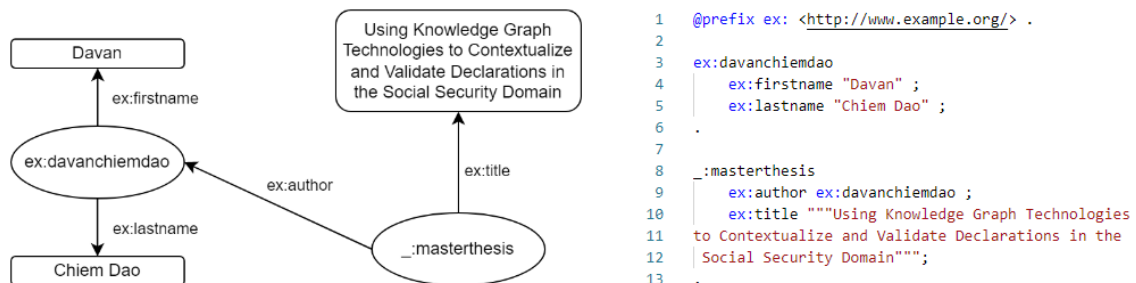 Davan
ex:firstname
ex:davanchiemdao
ex:lastname
Chiem Dao
ex:author
Using Knowledge Graph
Technologies to Contextualize
and Validate Declarations in
the Social Security Domain
ex:title
_:masterthesis
1 @prefix ex: <http://www.example.org/> .
2
3 ex:davanchiemdao
4 ex:firstname "Davan" ;
5 ex:lastname "Chiem Dao" ;
6 .
7
8 _:masterthesis
9 ex:author ex:davanchiemdao ;
10 ex:title """Using Knowledge Graph Technologies
11 to Contextualize and Validate Declarations in the
12 Social Security Domain""";
13 .